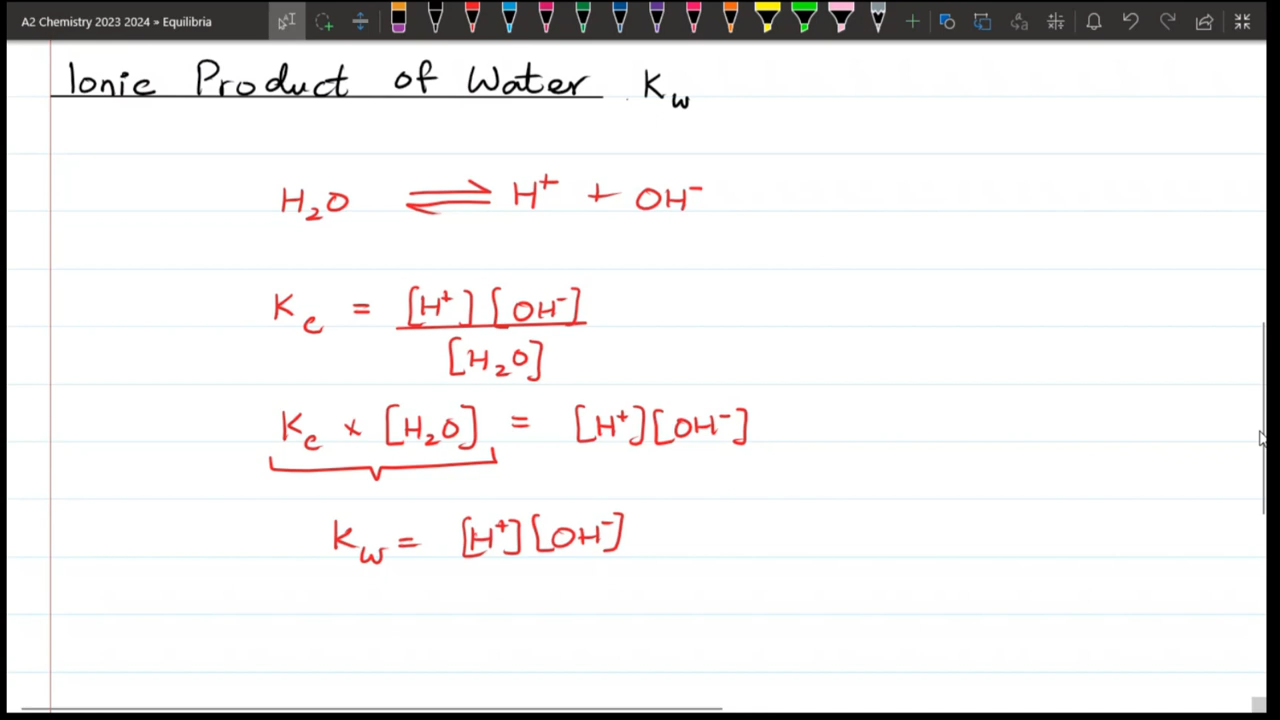 A2 Chemistry 2023 2024 » Equilibria
Ionic Product of Water Kw
H₂O ⇌ H⁺ + OH⁻
Kc = [H⁺][OH⁻]
[H₂O]
Kc × [H₂O] = [H⁺][OH⁻]
Kw = [H⁺][OH⁻]